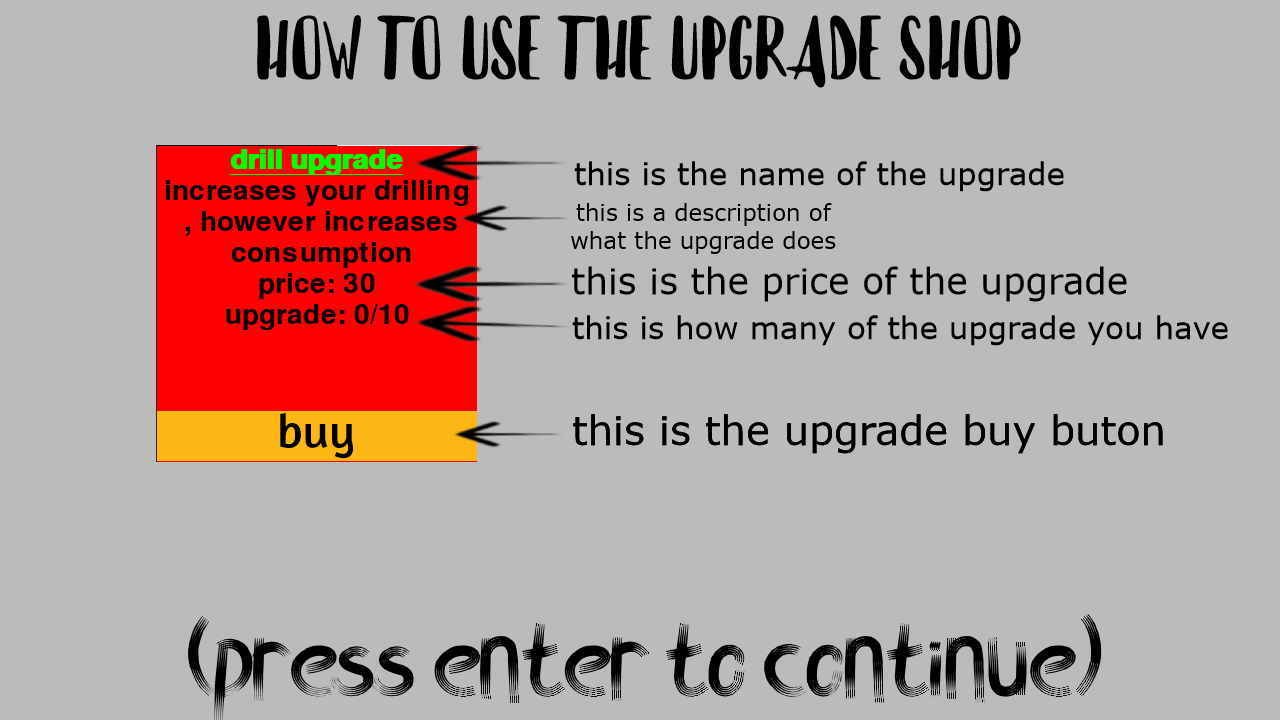 HOW TO USE THE UPGRADE SHOP
drill upgrade
this is the name of the upgrade
increases your drilling
, however increases
consumption
this is a description of
what the upgrade does
price: 30
this is the price of the upgrade
upgrade: 0/10
this is how many of the upgrade you have
buy
this is the upgrade buy buton
(press enter to continue)